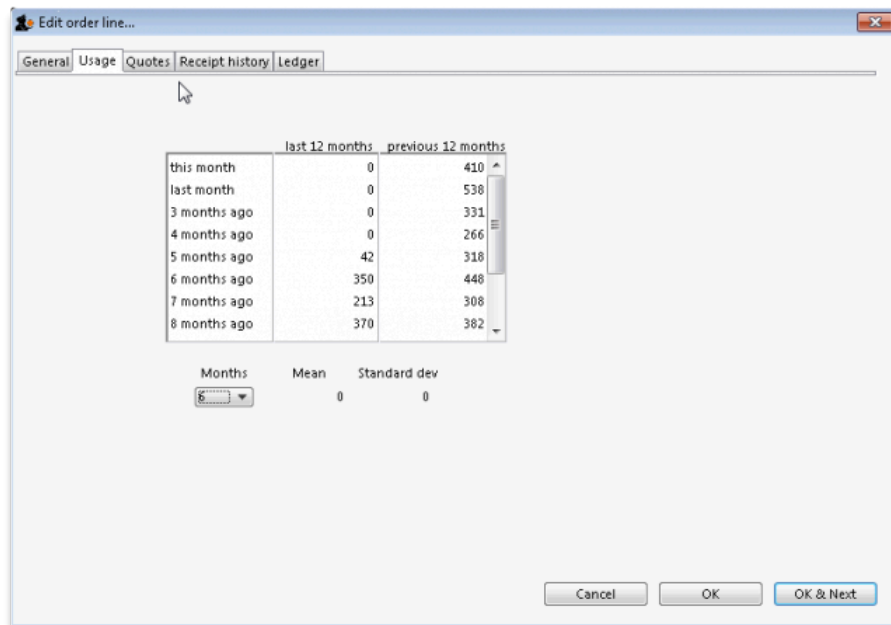 Edit order line...
General Usage Quotes Receipt history Ledger
last 12 months previous 12 months
this month 0 410
last month 0 538
3 months ago 0 331
4 months ago 0 266
5 months ago 42 318
6 months ago 350 448
7 months ago 213 308
8 months ago 370 382
Months Mean Standard dev
6 0 0
Cancel OK OK & Next